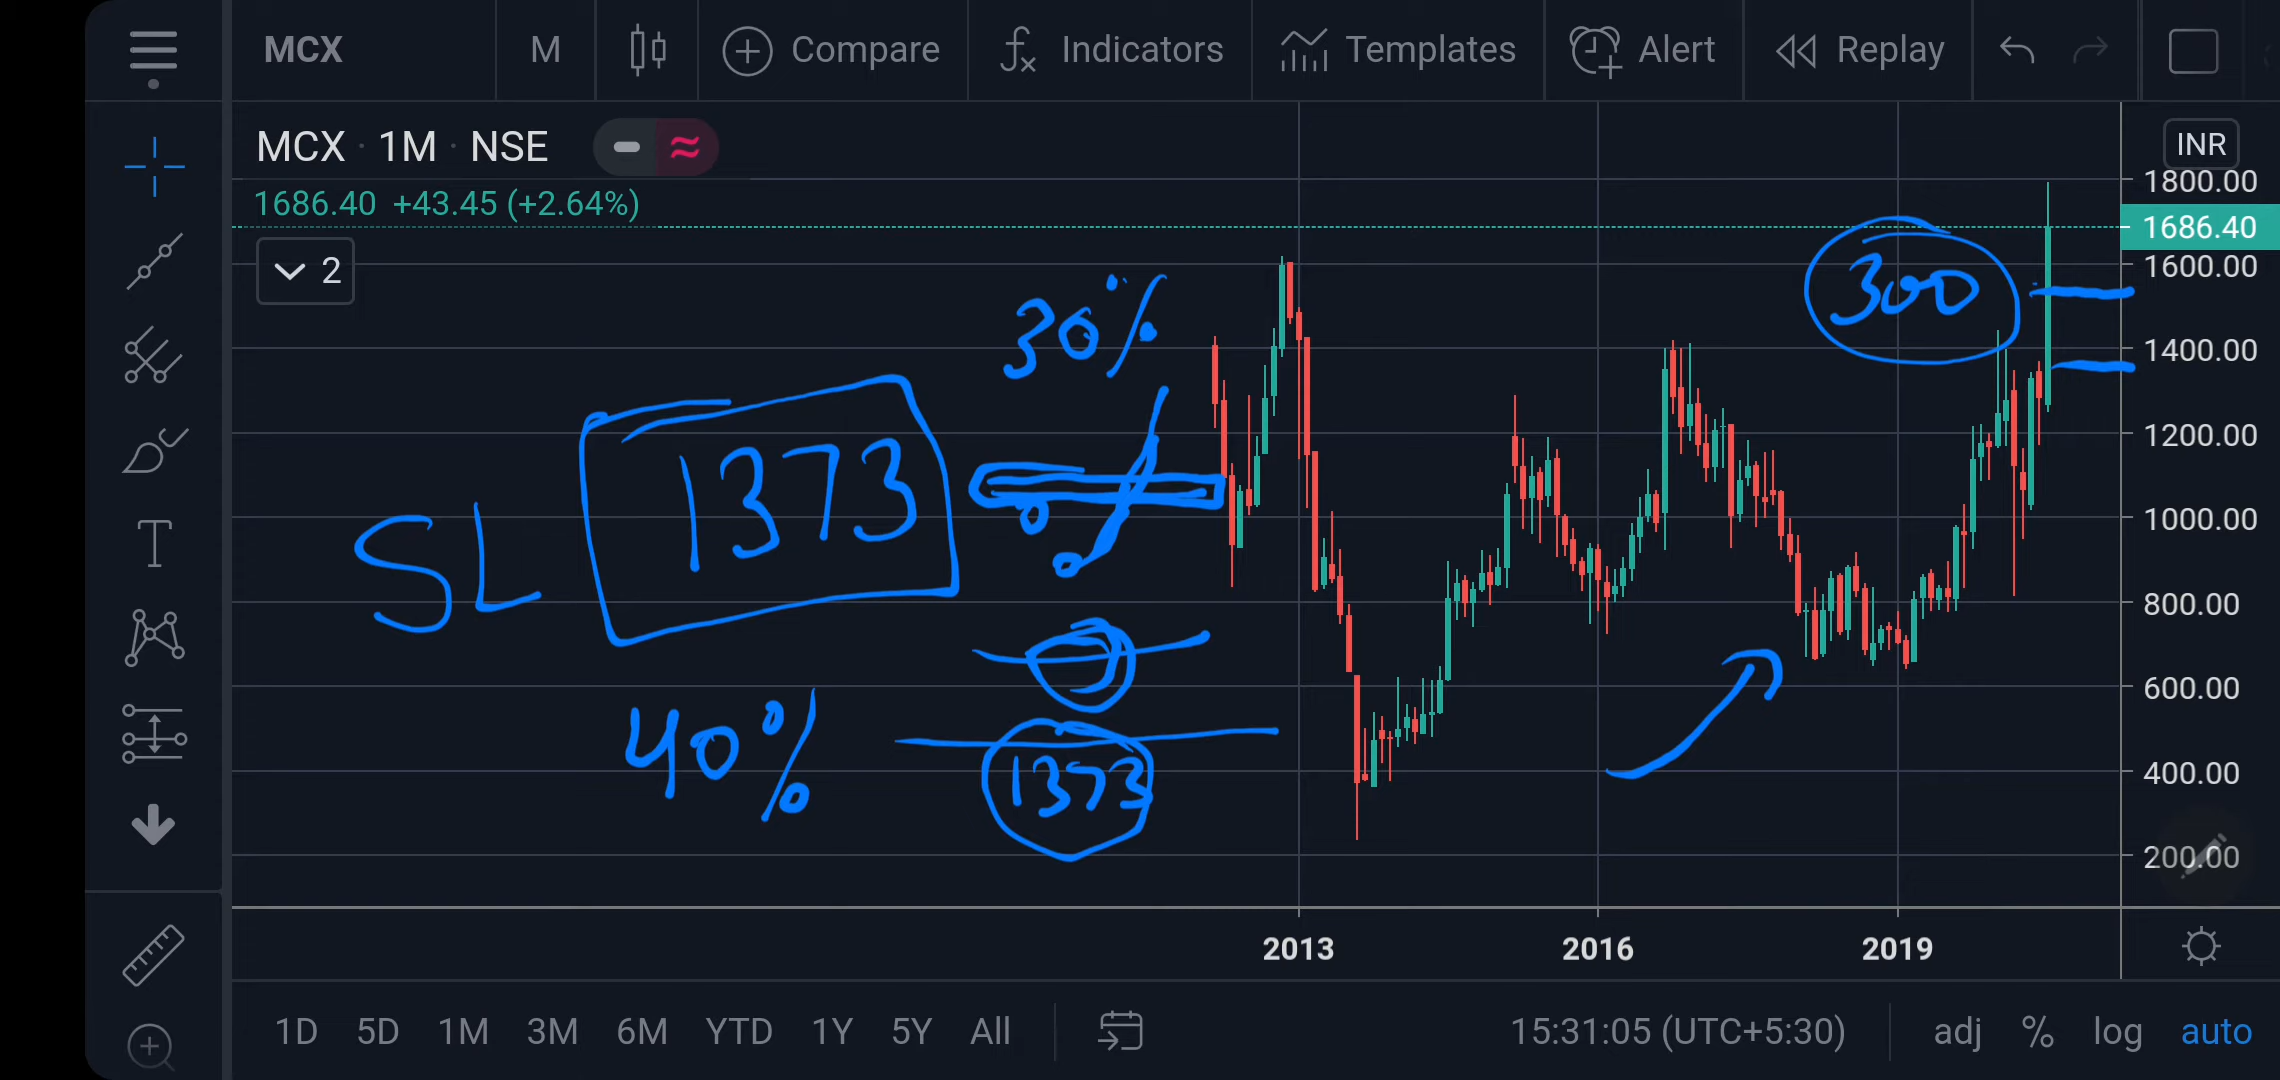 MCX M Compare Indicators Templates Alert Replay
MCX · 1M · NSE
INR
1686.40 +43.45 (+2.64%)
2
1800.00
1686.40
1600.00
1400.00
1200.00
1000.00
800.00
600.00
400.00
200.00
300
30%
SL 1373
40%
1373
2013 2016 2019
1D 5D 1M 3M 6M YTD 1Y 5Y All 15:31:05 (UTC+5:30) adj % log auto